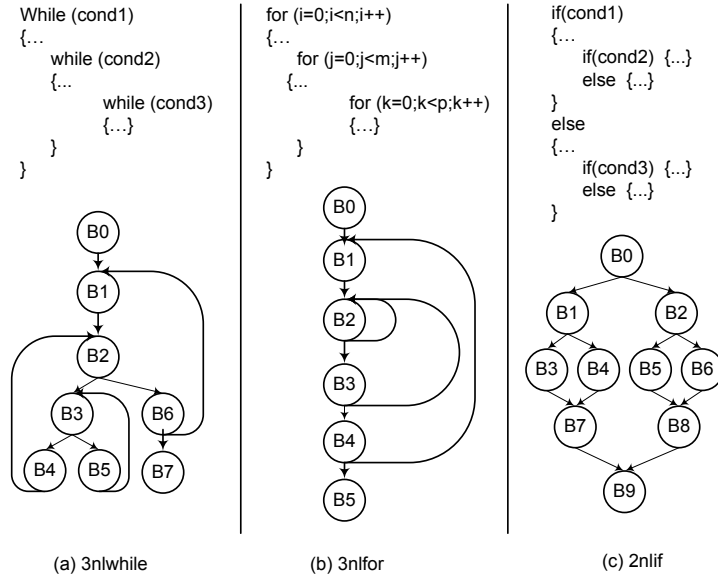 While (cond1)
{…
while (cond2)
{...
while (cond3)
{…}
}
}
B0
B1
B2
B3
B6
B4
B5
B7
(a) 3nlwhile
for (i=0;i<n;i++)
{…
for (j=0;j<m;j++)
{...
for (k=0;k<p;k++)
{…}
}
}
B0
B1
B2
B3
B4
B5
(b) 3nlfor
if(cond1)
{…
if(cond2) {...}
else {...}
}
else
{…
if(cond3) {...}
else {...}
}
B0
B1
B2
B3
B4
B5
B6
B7
B8
B9
(c) 2nlif